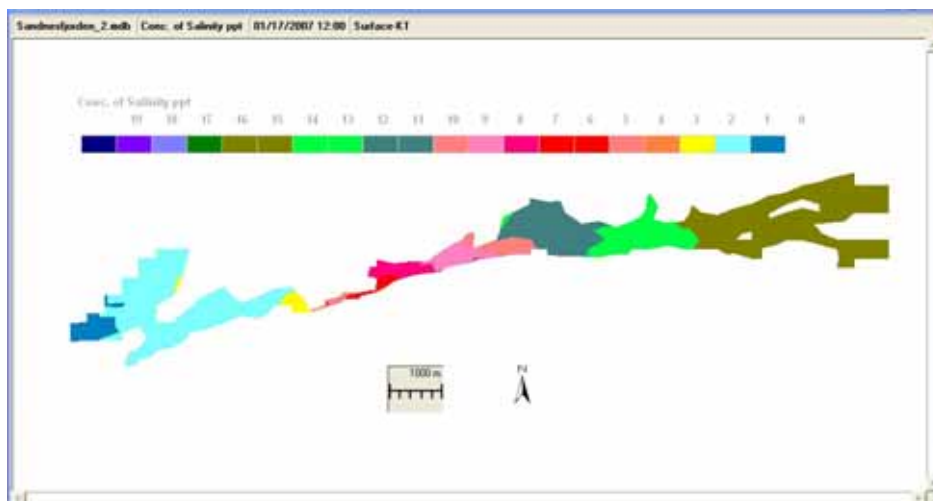 Sandnesfjorden_2.mdb Conc. of Salinity ppt 01/17/2007 12:00 Surface-KT
Conc. of Salinity ppt
19 18 17 16 15 14 13 12 11 10 9 8 7 6 5 4 3 2 1 0
1000 m
N